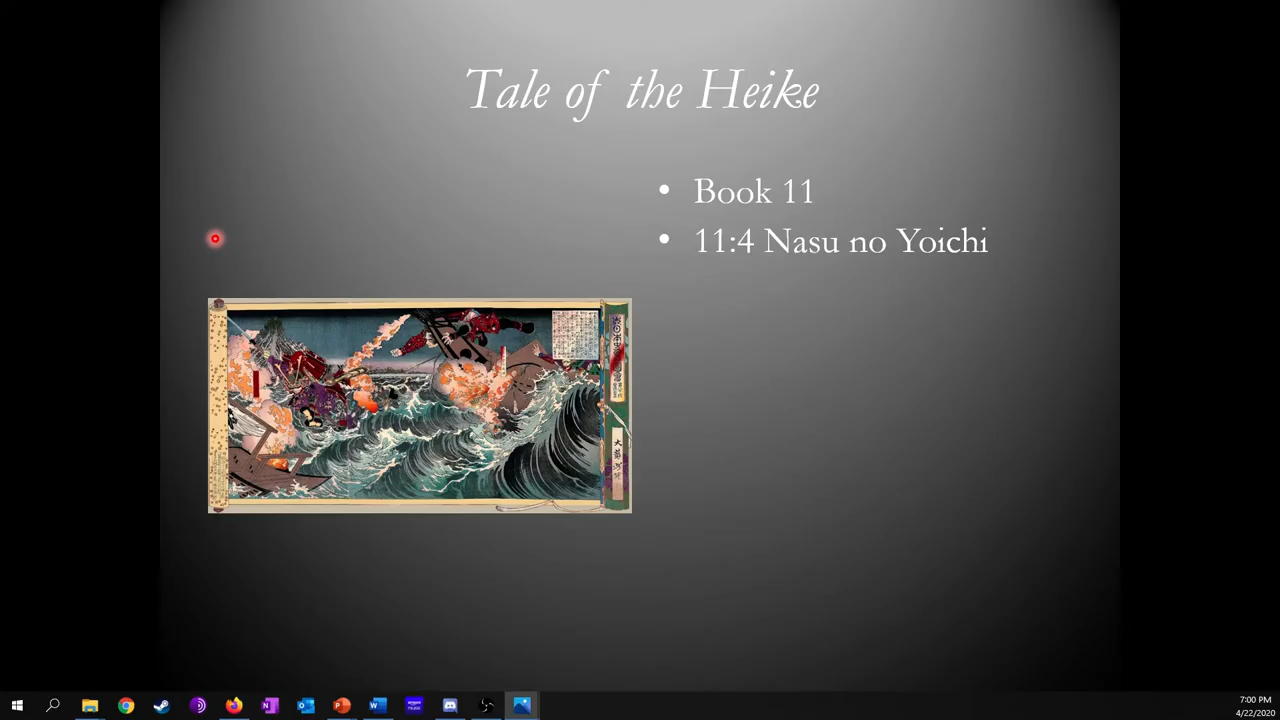 Tale of the Heike
• Book 11
• 11:4 Nasu no Yoichi
7:00 PM
4/22/2020